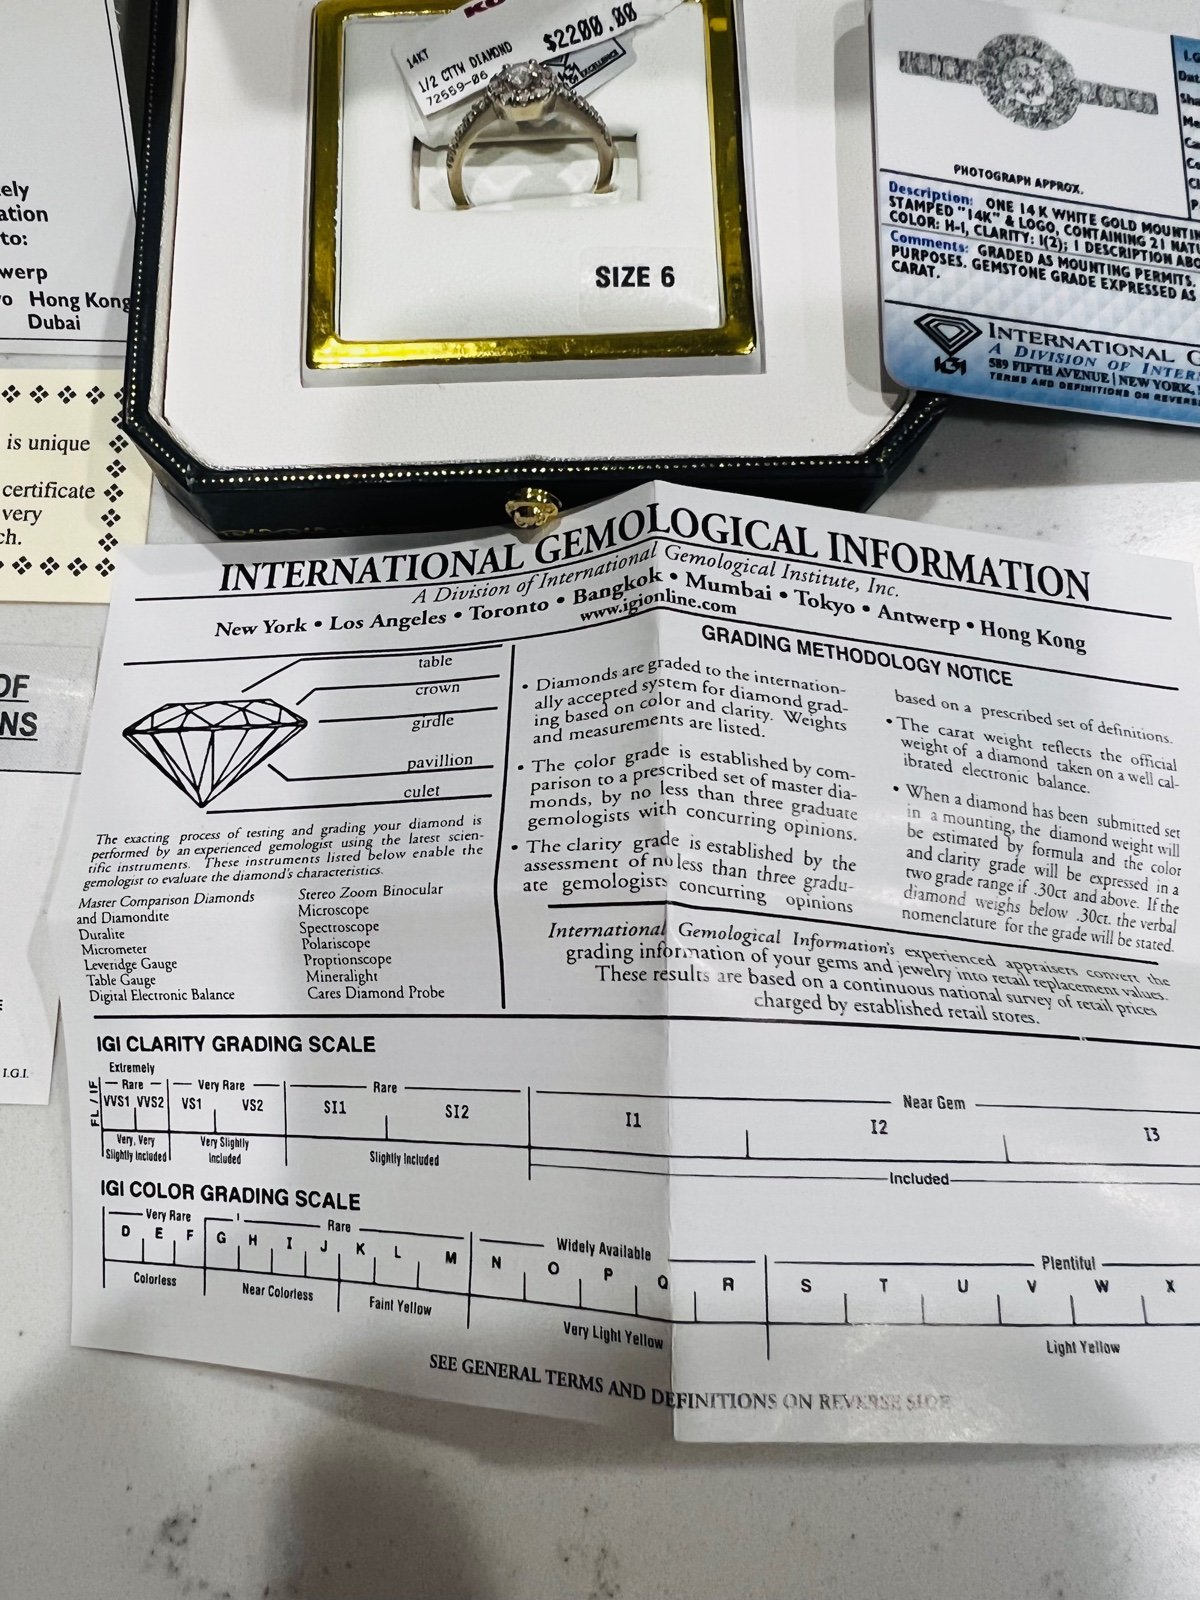 14KT
$2200.00
1/2 CTTW DIAMOND
72559-06
EXCELLENCE
SIZE 6
ely
ation
to:
werp
Hong Kong
Dubai
is unique
certificate
very
ch.
OF
NS
I.G.I.
PHOTOGRAPH APPROX.
Description: ONE 14 K WHITE GOLD
STAMPED "14K" & LOGO, CONTAINING 21
COLOR: H-I, CLARITY: I(2); 1 DESCRIPTION
Comments: GRADED AS MOUNTING PERMITS.
PURPOSES. GEMSTONE GRADE EXPRESSED AS
CARAT.
INTERNATIONAL G
A DIVISION OF INTER
589 FIFTH AVENUE | NEW YORK,
TERMS AND DEFINITIONS ON REVERS
INTERNATIONAL GEMOLOGICAL INFORMATION
A Division of International Gemological Institute, Inc.
New York • Los Angeles • Toronto • Bangkok • Mumbai • Tokyo • Antwerp • Hong Kong
www.igionline.com
table
crown
girdle
pavillion
culet
The exacting process of testing and grading your diamond is
performed by an experienced gemologist using the latest scien-
tific instruments. These instruments listed below enable the
gemologist to evaluate the diamond's characteristics.
Master Comparison Diamonds
and Diamondite
Duralite
Micrometer
Leveridge Gauge
Table Gauge
Digital Electronic Balance
Stereo Zoom Binocular
Microscope
Spectroscope
Polariscope
Proptionscope
Mineralight
Cares Diamond Probe
GRADING METHODOLOGY NOTICE
• Diamonds are graded to the internation-
ally accepted system for diamond grad-
ing based on color and clarity. Weights
and measurements are listed.
• The color grade is established by com-
parison to a prescribed set of master dia-
monds, by no less than three graduate
gemologists with concurring opinions.
• The clarity grade is established by the
assessment of no less than three gradu-
ate gemologists concurring opinions
based on a prescribed set of definitions.
• The carat weight reflects the official
weight of a diamond taken on a well cal-
ibrated electronic balance.
• When a diamond has been submitted set
in a mounting, the diamond weight will
be estimated by formula and the color
and clarity grade will be expressed in a
two grade range if .30ct and above. If the
diamond weighs below .30ct. the verbal
nomenclature for the grade will be stated.
International Gemological Information's experienced appraisers convert the
grading information of your gems and jewelry into retail replacement values.
These results are based on a continuous national survey of retail prices
charged by established retail stores.
IGI CLARITY GRADING SCALE
Extremely
Rare
Very Rare
Rare
Near Gem
FL / IF
VVS1 VVS2 VS1 VS2 SI1 SI2 I1 I2 I3
Very, Very
Slightly Included
Very Slightly
Included
Slightly Included
Included
IGI COLOR GRADING SCALE
Very Rare
Rare
Widely Available
Plentiful
D E F G H I J K L M N O P Q R S T U V W X
Colorless
Near Colorless
Faint Yellow
Very Light Yellow
Light Yellow
SEE GENERAL TERMS AND DEFINITIONS ON REVERSE SIDE